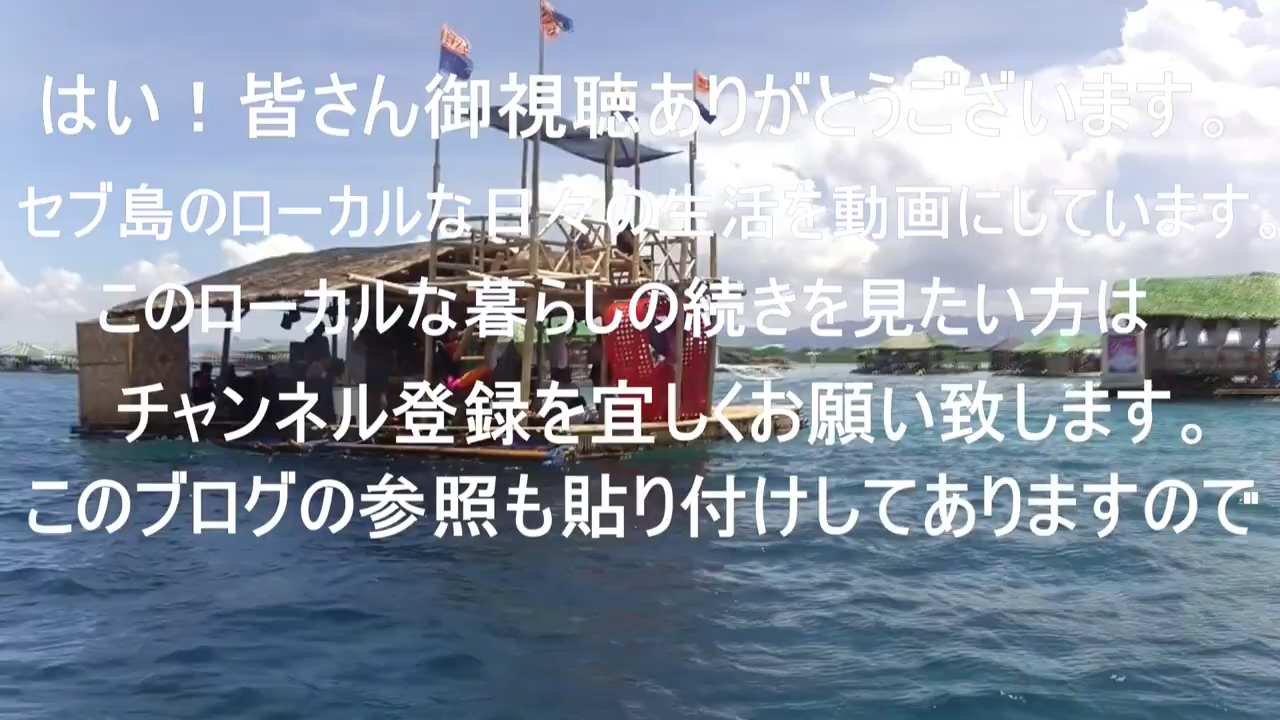 はい！皆さん御視聴ありがとうございます。
セブ島のローカルな日々の生活を動画にしています。
このローカルな暮らしの続きを見たい方は
チャンネル登録を宜しくお願い致します。
このブログの参照も貼り付けしてありますので